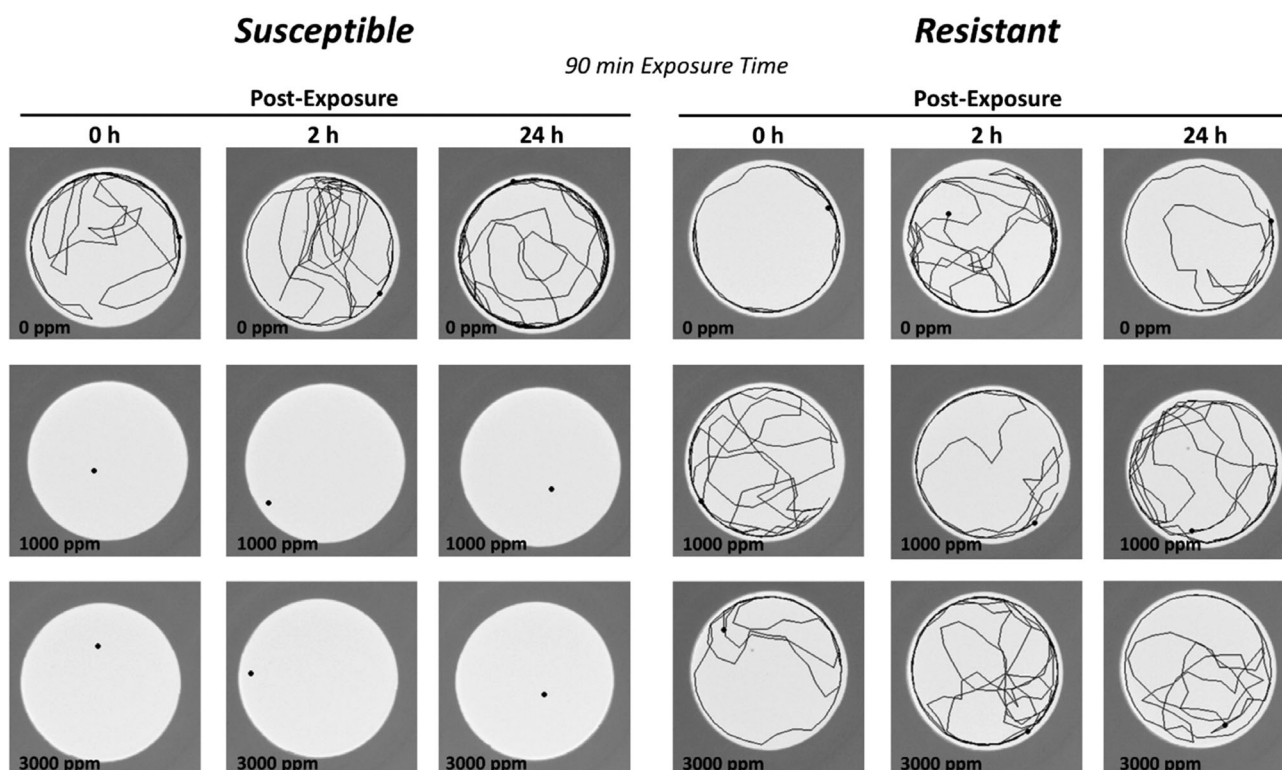 Susceptible Resistant
90 min Exposure Time
Post-Exposure Post-Exposure
0 h 2 h 24 h 0 h 2 h 24 h
0 ppm 0 ppm 0 ppm 0 ppm 0 ppm 0 ppm
1000 ppm 1000 ppm 1000 ppm 1000 ppm 1000 ppm 1000 ppm
3000 ppm 3000 ppm 3000 ppm 3000 ppm 3000 ppm 3000 ppm